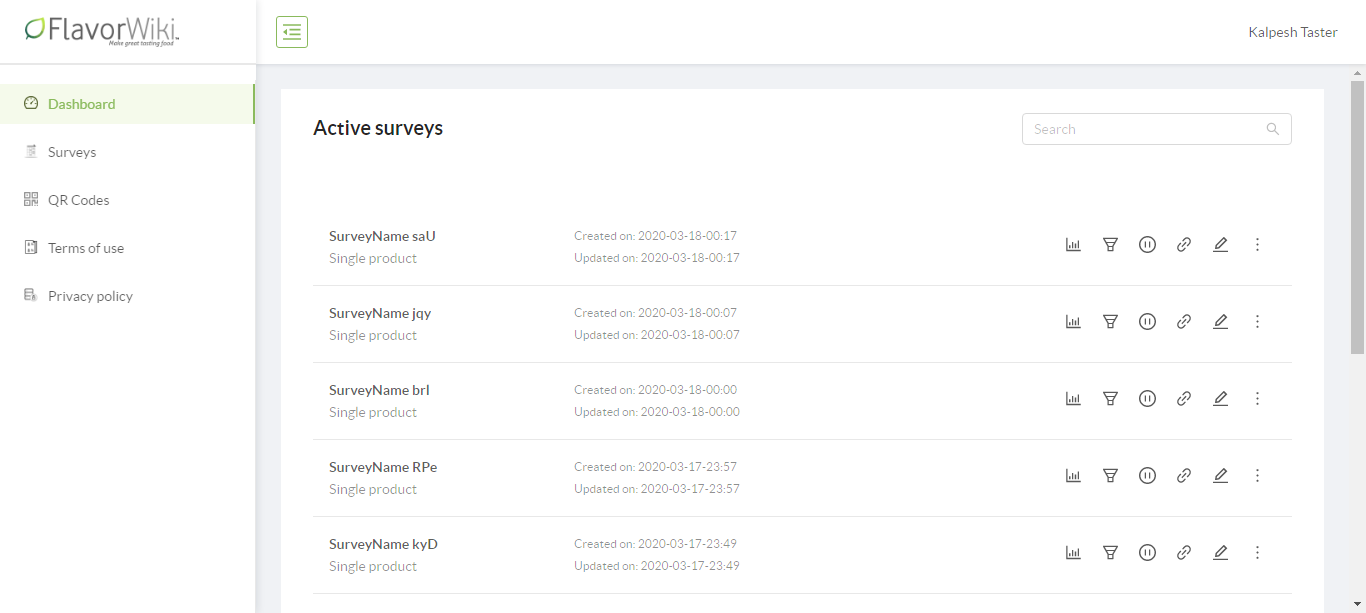 FlavorWiki
Make great tasting food
Kalpesh Taster
Dashboard
Surveys
QR Codes
Terms of use
Privacy policy
Active surveys
Search
SurveyName saU
Single product
Created on: 2020-03-18-00:17
Updated on: 2020-03-18-00:17
SurveyName jqy
Single product
Created on: 2020-03-18-00:07
Updated on: 2020-03-18-00:07
SurveyName brI
Single product
Created on: 2020-03-18-00:00
Updated on: 2020-03-18-00:00
SurveyName RPe
Single product
Created on: 2020-03-17-23:57
Updated on: 2020-03-17-23:57
SurveyName kyD
Single product
Created on: 2020-03-17-23:49
Updated on: 2020-03-17-23:49